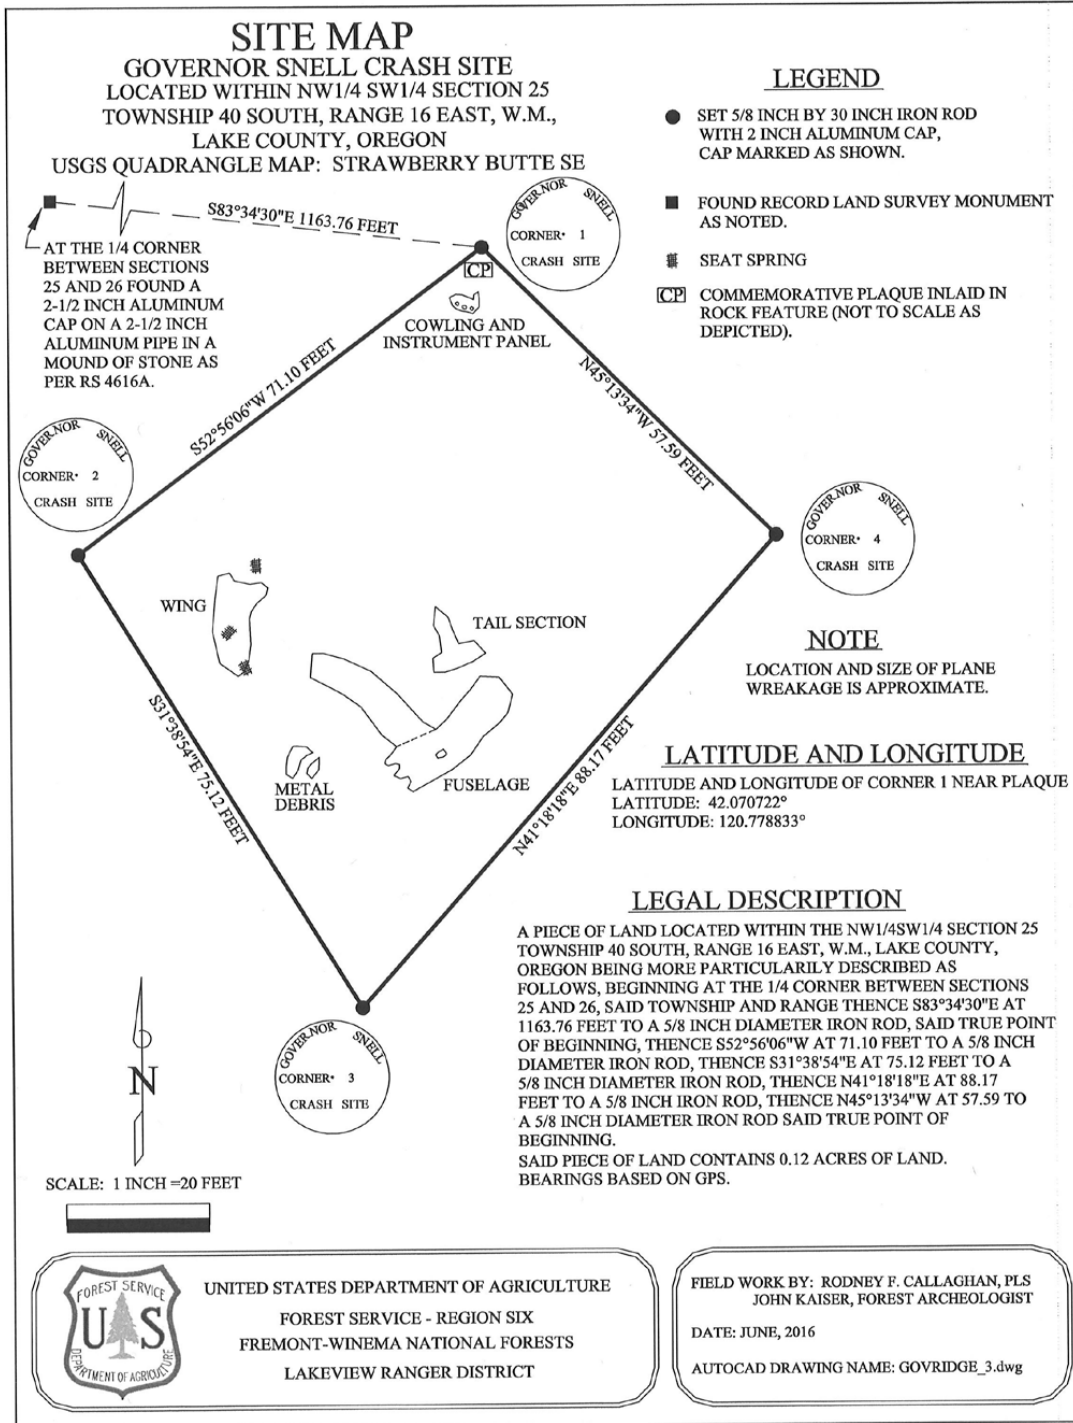 SITE MAP
GOVERNOR SNELL CRASH SITE
LOCATED WITHIN NW1/4 SW1/4 SECTION 25
TOWNSHIP 40 SOUTH, RANGE 16 EAST, W.M.,
LAKE COUNTY, OREGON
USGS QUADRANGLE MAP: STRAWBERRY BUTTE SE
LEGEND
SET 5/8 INCH BY 30 INCH IRON ROD
WITH 2 INCH ALUMINUM CAP,
CAP MARKED AS SHOWN.
FOUND RECORD LAND SURVEY MONUMENT
AS NOTED.
SEAT SPRING
CP
COMMEMORATIVE PLAQUE INLAID IN
ROCK FEATURE (NOT TO SCALE AS
DEPICTED).
S83°34'30"E 1163.76 FEET
AT THE 1/4 CORNER
BETWEEN SECTIONS
25 AND 26 FOUND A
2-1/2 INCH ALUMINUM
CAP ON A 2-1/2 INCH
ALUMINUM PIPE IN A
MOUND OF STONE AS
PER RS 4616A.
GOVERNOR SNELL
CORNER· 1
CRASH SITE
CP
COWLING AND
INSTRUMENT PANEL
S52°56'06"W 71.10 FEET
N45°13'34"W 57.59 FEET
GOVERNOR SNELL
CORNER· 2
CRASH SITE
GOVERNOR SNELL
CORNER· 4
CRASH SITE
WING
TAIL SECTION
METAL
DEBRIS
FUSELAGE
S31°38'54"E 75.12 FEET
N41°18'18"E 88.17 FEET
GOVERNOR SNELL
CORNER· 3
CRASH SITE
NOTE
LOCATION AND SIZE OF PLANE
WREAKAGE IS APPROXIMATE.
LATITUDE AND LONGITUDE
LATITUDE AND LONGITUDE OF CORNER 1 NEAR PLAQUE
LATITUDE: 42.070722°
LONGITUDE: 120.778833°
LEGAL DESCRIPTION
A PIECE OF LAND LOCATED WITHIN THE NW1/4SW1/4 SECTION 25
TOWNSHIP 40 SOUTH, RANGE 16 EAST, W.M., LAKE COUNTY,
OREGON BEING MORE PARTICULARILY DESCRIBED AS
FOLLOWS, BEGINNING AT THE 1/4 CORNER BETWEEN SECTIONS
25 AND 26, SAID TOWNSHIP AND RANGE THENCE S83°34'30"E AT
1163.76 FEET TO A 5/8 INCH DIAMETER IRON ROD, SAID TRUE POINT
OF BEGINNING, THENCE S52°56'06"W AT 71.10 FEET TO A 5/8 INCH
DIAMETER IRON ROD, THENCE S31°38'54"E AT 75.12 FEET TO A
5/8 INCH DIAMETER IRON ROD, THENCE N41°18'18"E AT 88.17
FEET TO A 5/8 INCH IRON ROD, THENCE N45°13'34"W AT 57.59 TO
A 5/8 INCH DIAMETER IRON ROD SAID TRUE POINT OF
BEGINNING.
SAID PIECE OF LAND CONTAINS 0.12 ACRES OF LAND.
BEARINGS BASED ON GPS.
N
SCALE: 1 INCH =20 FEET
FOREST SERVICE
U S
DEPARTMENT OF AGRICULTURE
UNITED STATES DEPARTMENT OF AGRICULTURE
FOREST SERVICE - REGION SIX
FREMONT-WINEMA NATIONAL FORESTS
LAKEVIEW RANGER DISTRICT
FIELD WORK BY: RODNEY F. CALLAGHAN, PLS
JOHN KAISER, FOREST ARCHEOLOGIST
DATE: JUNE, 2016
AUTOCAD DRAWING NAME: GOVRIDGE_3.dwg